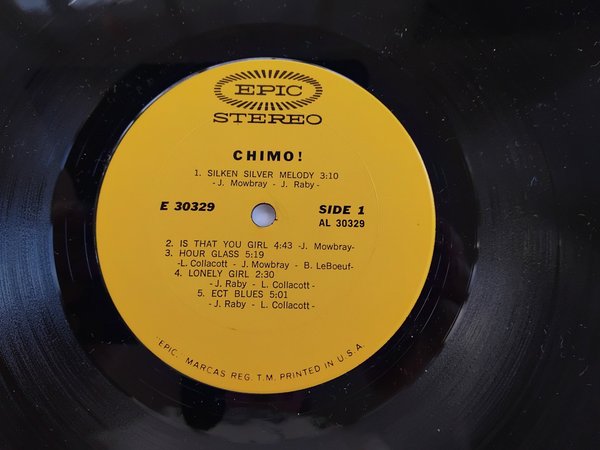 EPIC
STEREO
CHIMO!
1. SILKEN SILVER MELODY 3:10
- J. Mowbray - J. Raby -
E 30329 SIDE 1
AL 30329
2. IS THAT YOU GIRL 4:43 -J. Mowbray-
3. HOUR GLASS 5:19
-L. Collacott - J. Mowbray - B. LeBoeuf-
4. LONELY GIRL 2:30
- J. Raby - L. Collacott -
5. ECT BLUES 5:01
- J. Raby - L. Collacott -
"EPIC," MARCAS REG. T.M. PRINTED IN U.S.A.